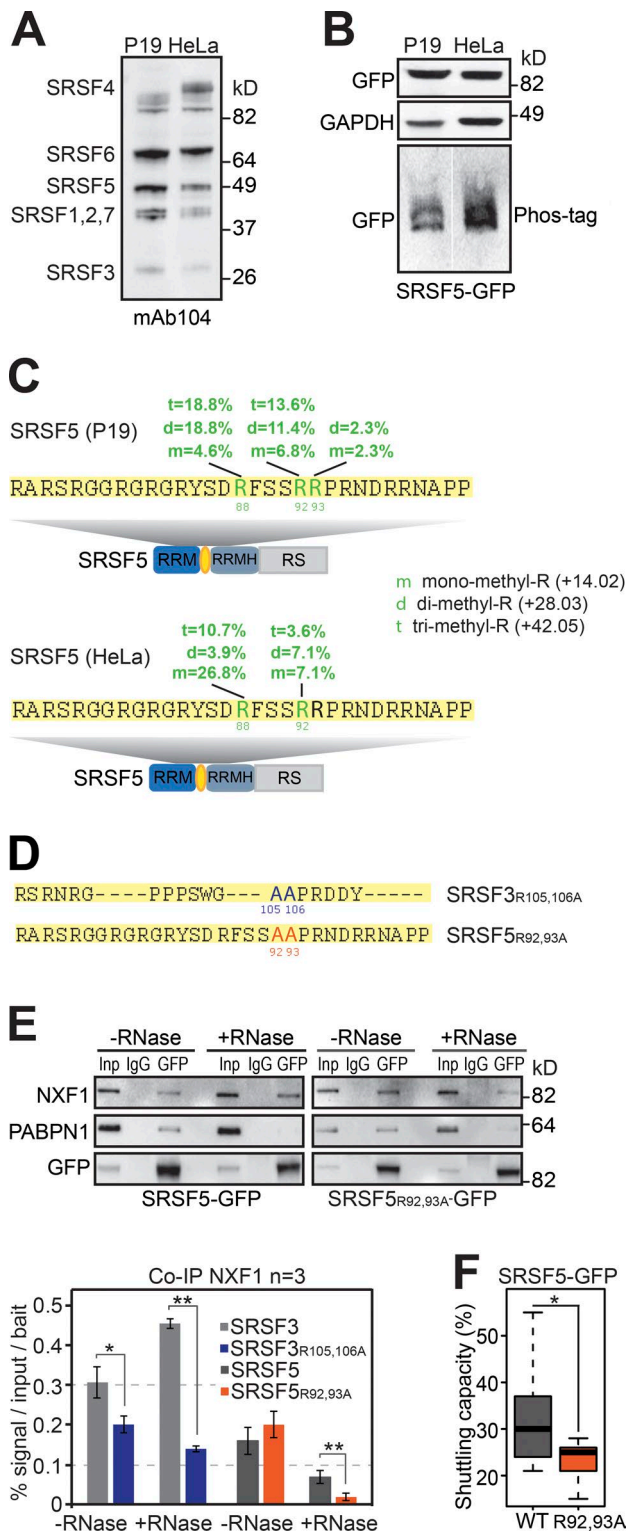 A
P19 HeLa
kD
SRSF4
82
SRSF6
64
SRSF5
49
SRSF1,2,7
37
SRSF3
26
mAb104
B
P19 HeLa
kD
GFP
82
GAPDH
49
GFP
Phos-tag
SRSF5-GFP
C
SRSF5 (P19)
t=18.8% t=13.6%
d=18.8% d=11.4% d=2.3%
m=4.6% m=6.8% m=2.3%
RARSRGGRGRGRYSDRFSSRRPRNDRRNAPP
88 92 93
SRSF5 RRM RRMH RS
m mono-methyl-R (+14.02)
d di-methyl-R (+28.03)
t tri-methyl-R (+42.05)
SRSF5 (HeLa)
t=10.7% t=3.6%
d=3.9% d=7.1%
m=26.8% m=7.1%
RARSRGGRGRGRYSDRFSSRRPRNDRRNAPP
88 92
SRSF5 RRM RRMH RS
D
RSRNRG----PPPSWG---AAPRDDY----- SRSF3R105,106A
105 106
RARSRGGRGRGRYSDRFSSAAPRNDRRNAPP SRSF5R92,93A
92 93
E
-RNase +RNase -RNase +RNase
Inp IgG GFP Inp IgG GFP Inp IgG GFP Inp IgG GFP kD
NXF1 82
PABPN1 64
GFP 82
SRSF5-GFP SRSF5R92,93A-GFP
Co-IP NXF1 n=3
% signal / input / bait
0.5
0.4
0.3
0.2
0.1
0
* ** **
SRSF3
SRSF3R105,106A
SRSF5
SRSF5R92,93A
-RNase +RNase -RNase +RNase
F
SRSF5-GFP
*
Shuttling capacity (%)
50
40
30
20
WT R92,93A